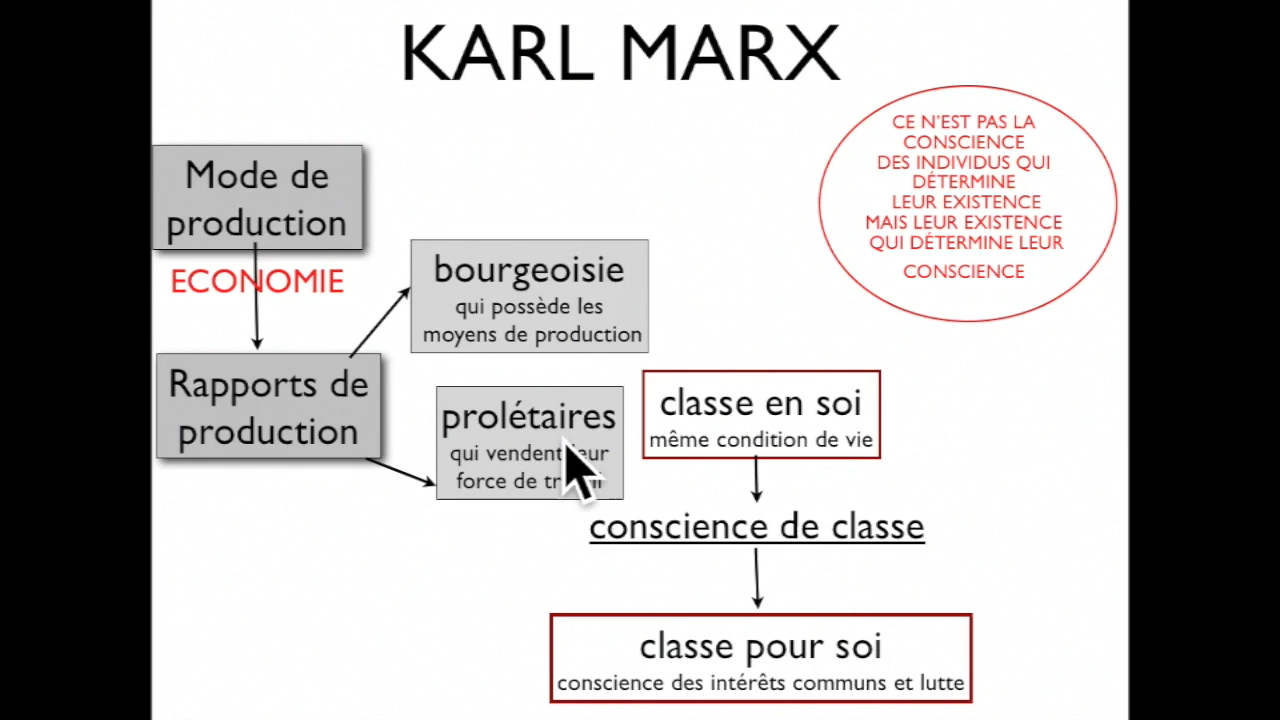 KARL MARX
CE N'EST PAS LA
CONSCIENCE
DES INDIVIDUS QUI
DÉTERMINE
LEUR EXISTENCE
MAIS LEUR EXISTENCE
QUI DÉTERMINE LEUR
CONSCIENCE
Mode de
production
ECONOMIE
bourgeoisie
qui possède les
moyens de production
Rapports de
production
prolétaires
qui vendent leur
force de travail
classe en soi
même condition de vie
conscience de classe
classe pour soi
conscience des intérêts communs et lutte